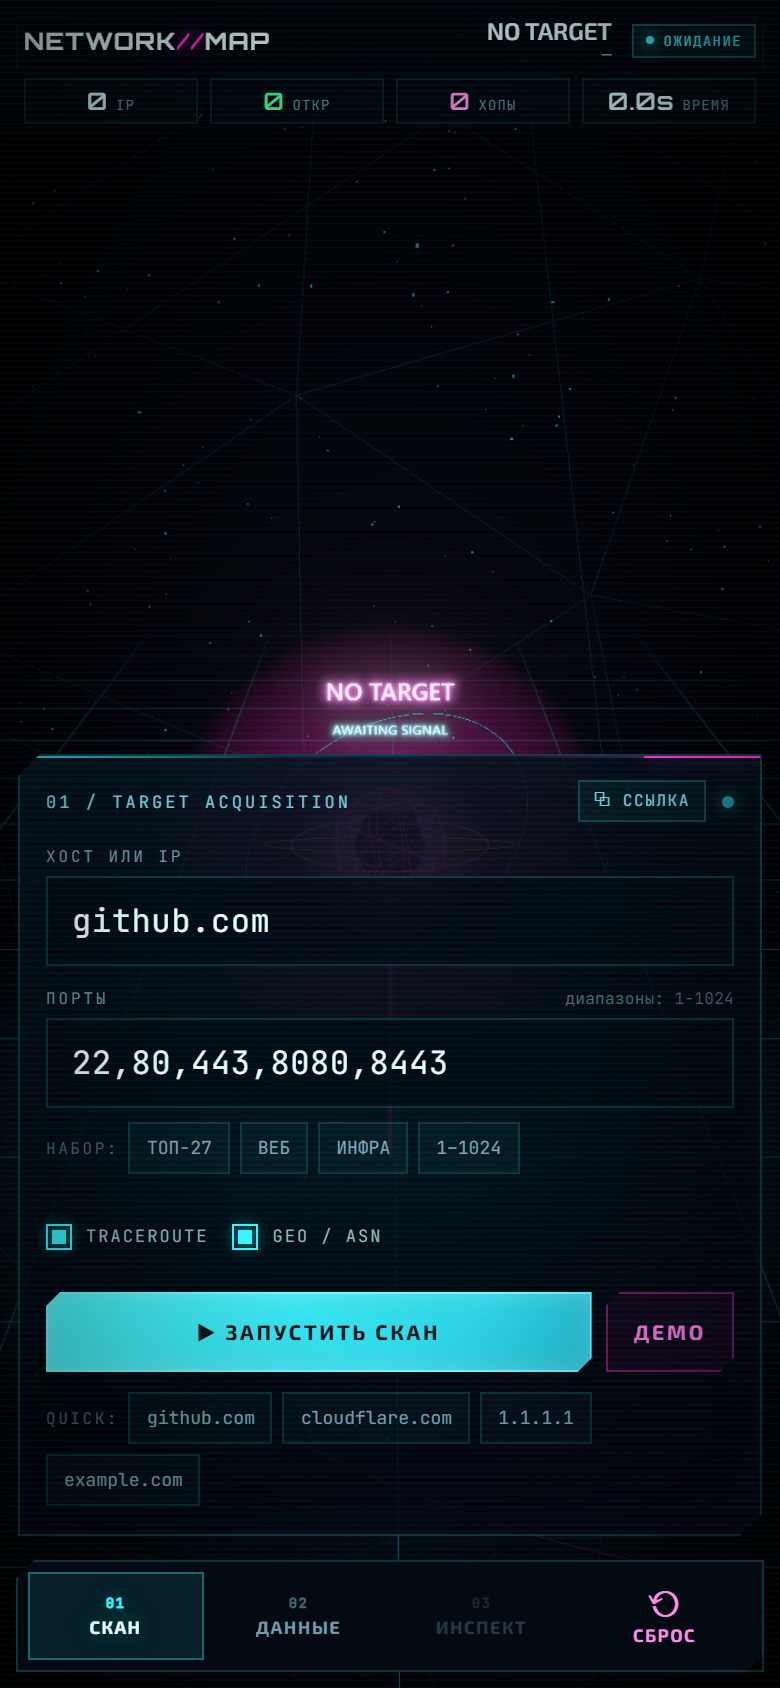 NETWORK//MAP
NO TARGET
—
ОЖИДАНИЕ
0 IP
0 ОТКР
0 ХОПЫ
0.0s ВРЕМЯ
NO TARGET
AWAITING SIGNAL
01 / TARGET ACQUISITION
ССЫЛКА
ХОСТ ИЛИ IP
github.com
ПОРТЫ
диапазоны: 1-1024
22,80,443,8080,8443
НАБОР: ТОП-27 ВЕБ ИНФРА 1–1024
TRACEROUTE GEO / ASN
▶ ЗАПУСТИТЬ СКАН
ДЕМО
QUICK: github.com cloudflare.com 1.1.1.1
example.com
01
СКАН
02
ДАННЫЕ
03
ИНСПЕКТ
СБРОС